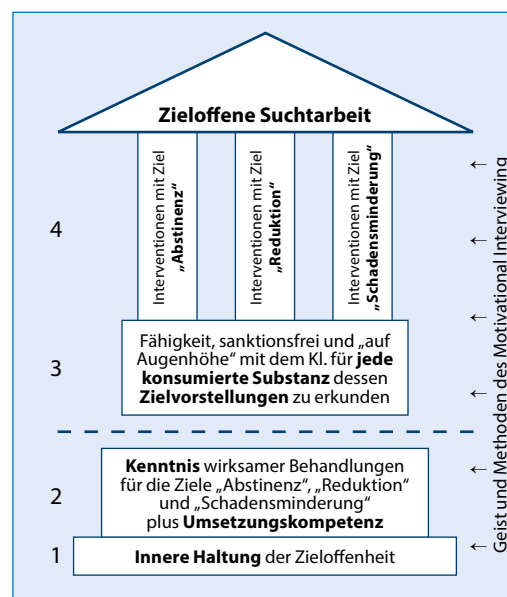 Zieloffene Suchtarbeit
4
Interventionen mit Ziel
„Abstinenz“
Interventionen mit Ziel
„Reduktion“
Interventionen mit Ziel
„Schadensminderung“
3
Fähigkeit, sanktionsfrei und „auf
Augenhöhe“ mit dem Kl. für jede
konsumierte Substanz dessen
Zielvorstellungen zu erkunden
2
Kenntnis wirksamer Behandlungen
für die Ziele „Abstinenz“, „Reduktion“
und „Schadensminderung“
plus Umsetzungskompetenz
1
Innere Haltung der Zieloffenheit
Geist und Methoden des Motivational Interviewing